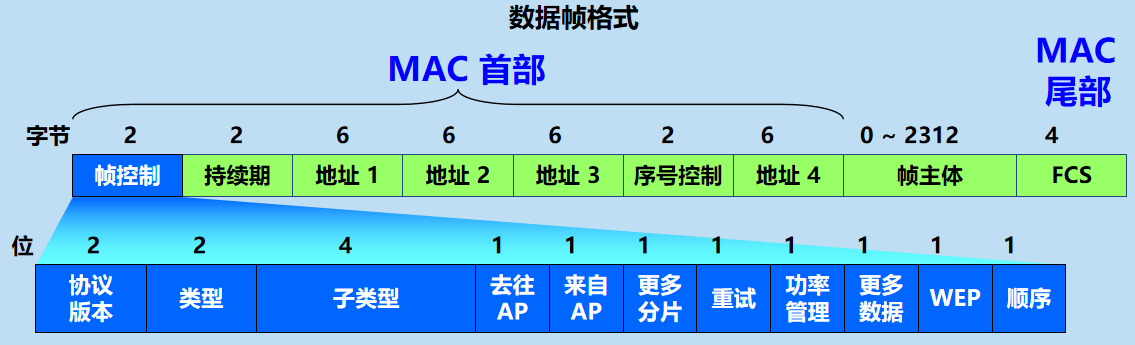 数据帧格式
MAC 首部
MAC
尾部
字节 2 2 6 6 6 2 6 0 ~ 2312 4
帧控制 持续期 地址 1 地址 2 地址 3 序号控制 地址 4 帧主体 FCS
位 2 2 4 1 1 1 1 1 1 1 1
协议
版本
类型
子类型
去往
AP
来自
AP
更多
分片
重试
功率
管理
更多
数据
WEP
顺序